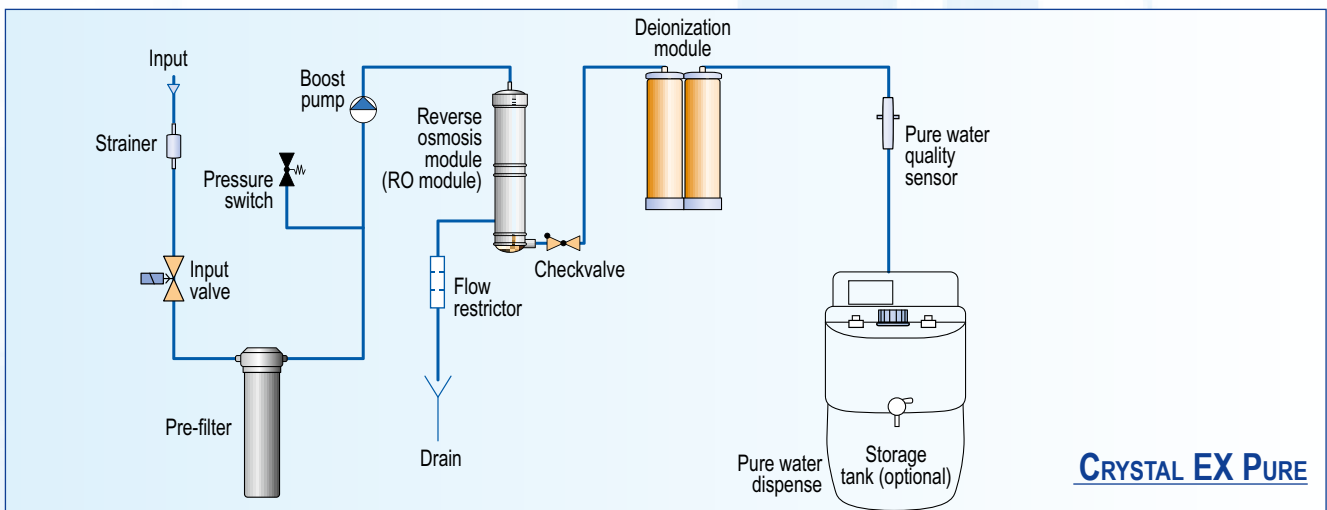 Input
Strainer
Input
valve
Pre-filter
Pressure
switch
Boost
pump
Reverse
osmosis
module
(RO module)
Flow
restrictor
Drain
Checkvalve
Deionization
module
Pure water
quality
sensor
Pure water
dispense
Storage
tank (optional)
CRYSTAL EX PURE